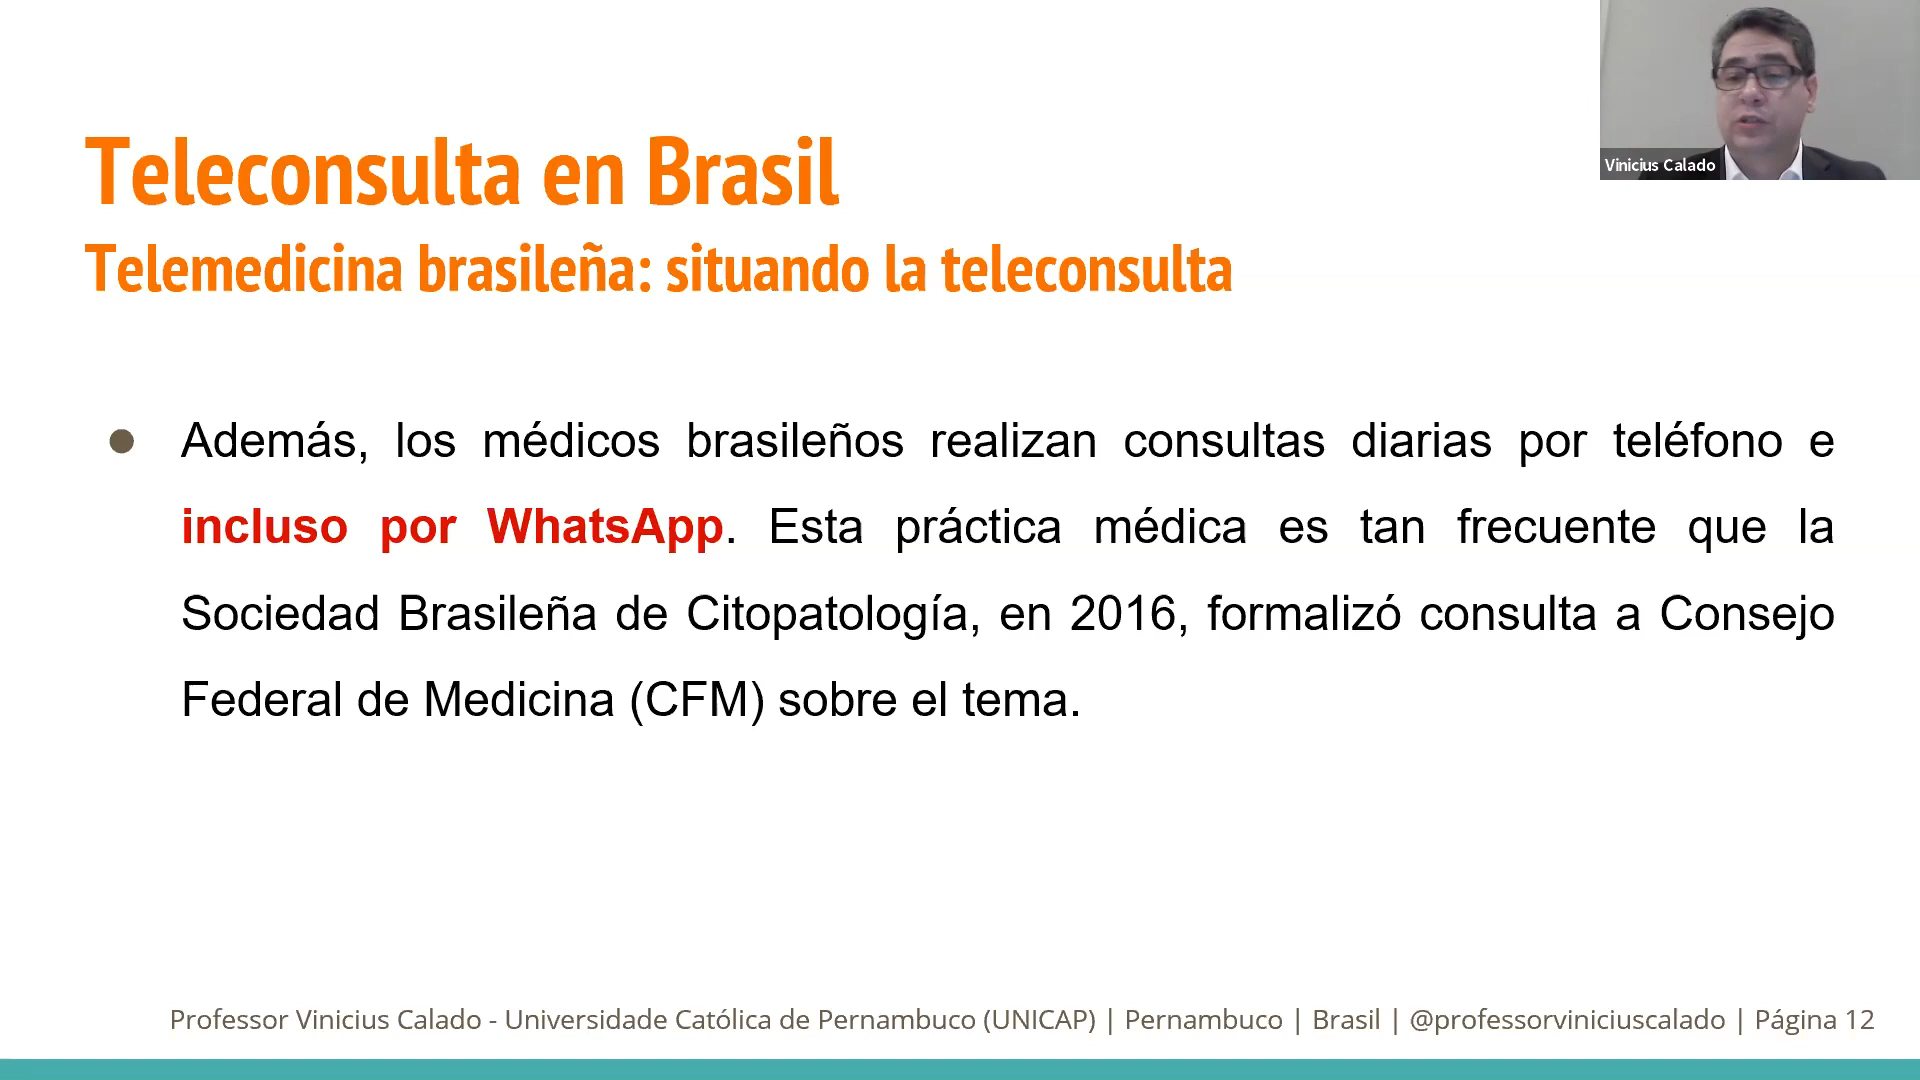 Vinicius Calado
Teleconsulta en Brasil
Telemedicina brasileña: situando la teleconsulta
● Además, los médicos brasileños realizan consultas diarias por teléfono e
incluso por WhatsApp. Esta práctica médica es tan frecuente que la
Sociedad Brasileña de Citopatología, en 2016, formalizó consulta a Consejo
Federal de Medicina (CFM) sobre el tema.
Professor Vinicius Calado - Universidade Católica de Pernambuco (UNICAP) | Pernambuco | Brasil | @professorviniciuscalado | Página 12